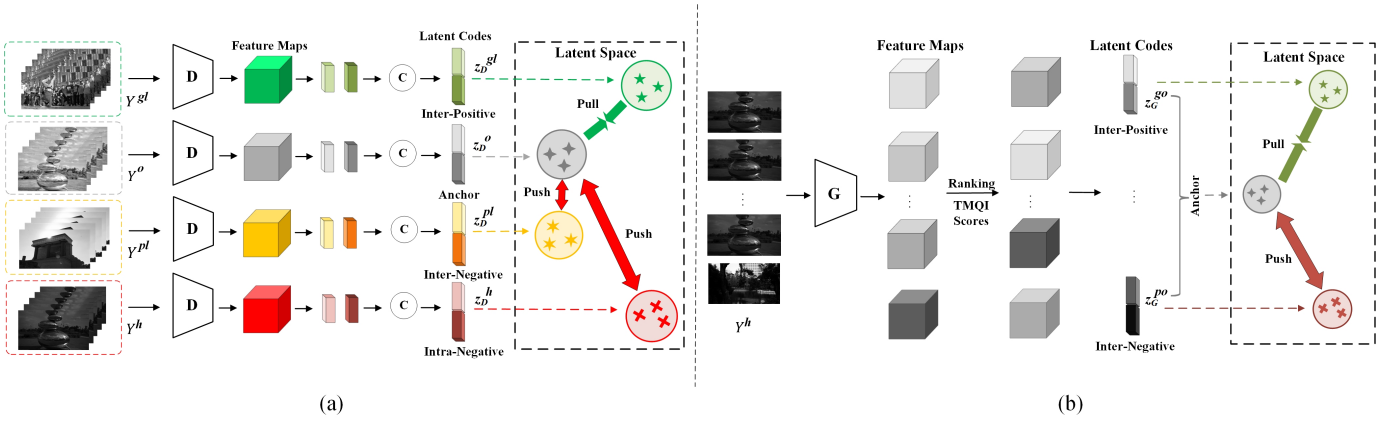 Feature Maps
Latent Codes
Latent Space
D
C
z_D^{gl}
Y^{gl}
Inter-Positive
Pull
D
C
z_D^{o}
Y^{o}
Anchor
Push
D
C
z_D^{pl}
Y^{pl}
Inter-Negative
Push
D
C
z_D^{h}
Y^{h}
Intra-Negative
(a)
Feature Maps
Latent Codes
Latent Space
z_G^{go}
Inter-Positive
Pull
G
Ranking
TMQI
Scores
Anchor
Push
z_G^{po}
Y^{h}
Inter-Negative
(b)